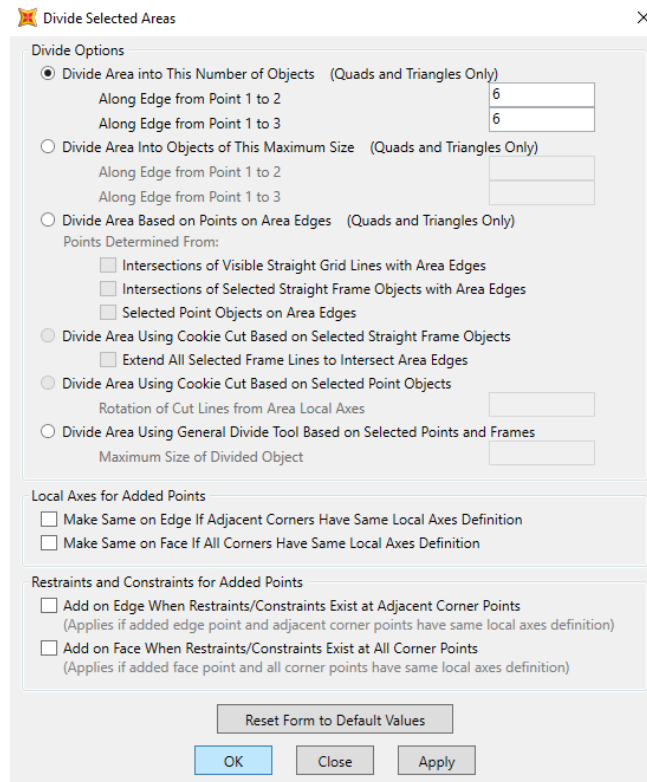 Divide Selected Areas
Divide Options
Divide Area into This Number of Objects (Quads and Triangles Only)
Along Edge from Point 1 to 2 6
Along Edge from Point 1 to 3 6
Divide Area Into Objects of This Maximum Size (Quads and Triangles Only)
Along Edge from Point 1 to 2
Along Edge from Point 1 to 3
Divide Area Based on Points on Area Edges (Quads and Triangles Only)
Points Determined From:
Intersections of Visible Straight Grid Lines with Area Edges
Intersections of Selected Straight Frame Objects with Area Edges
Selected Point Objects on Area Edges
Divide Area Using Cookie Cut Based on Selected Straight Frame Objects
Extend All Selected Frame Lines to Intersect Area Edges
Divide Area Using Cookie Cut Based on Selected Point Objects
Rotation of Cut Lines from Area Local Axes
Divide Area Using General Divide Tool Based on Selected Points and Frames
Maximum Size of Divided Object
Local Axes for Added Points
Make Same on Edge If Adjacent Corners Have Same Local Axes Definition
Make Same on Face If All Corners Have Same Local Axes Definition
Restraints and Constraints for Added Points
Add on Edge When Restraints/Constraints Exist at Adjacent Corner Points
(Applies if added edge point and adjacent corner points have same local axes definition)
Add on Face When Restraints/Constraints Exist at All Corner Points
(Applies if added face point and all corner points have same local axes definition)
Reset Form to Default Values
OK Close Apply